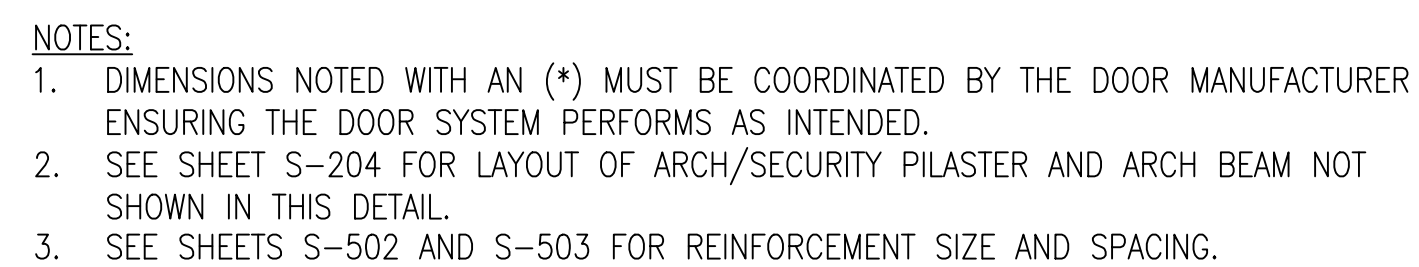 NOTES:
1. DIMENSIONS NOTED WITH AN (*) MUST BE COORDINATED BY THE DOOR MANUFACTURER
ENSURING THE DOOR SYSTEM PERFORMS AS INTENDED.
2. SEE SHEET S-204 FOR LAYOUT OF ARCH/SECURITY PILASTER AND ARCH BEAM NOT
SHOWN IN THIS DETAIL.
3. SEE SHEETS S-502 AND S-503 FOR REINFORCEMENT SIZE AND SPACING.